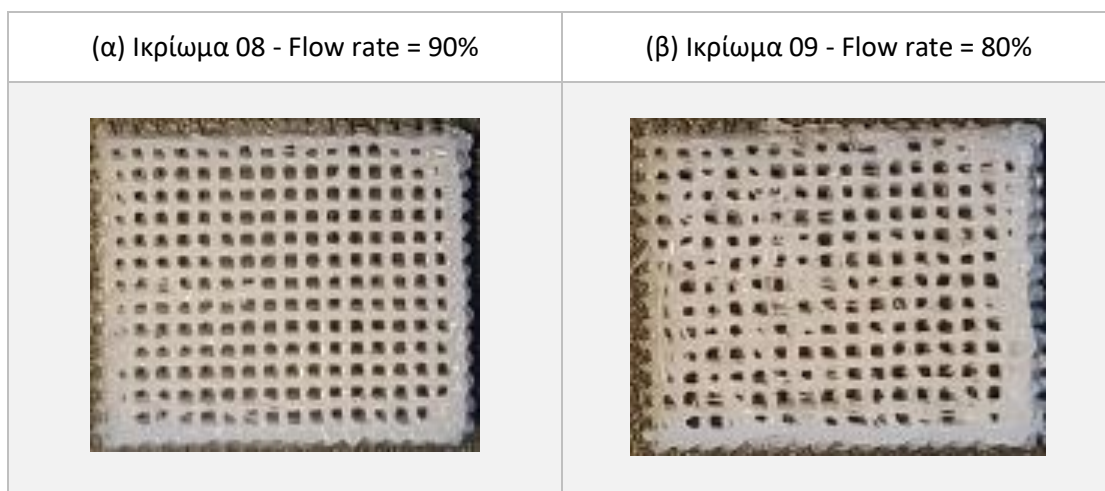 (α) Ικρίωμα 08 - Flow rate = 90%
(β) Ικρίωμα 09 - Flow rate = 80%